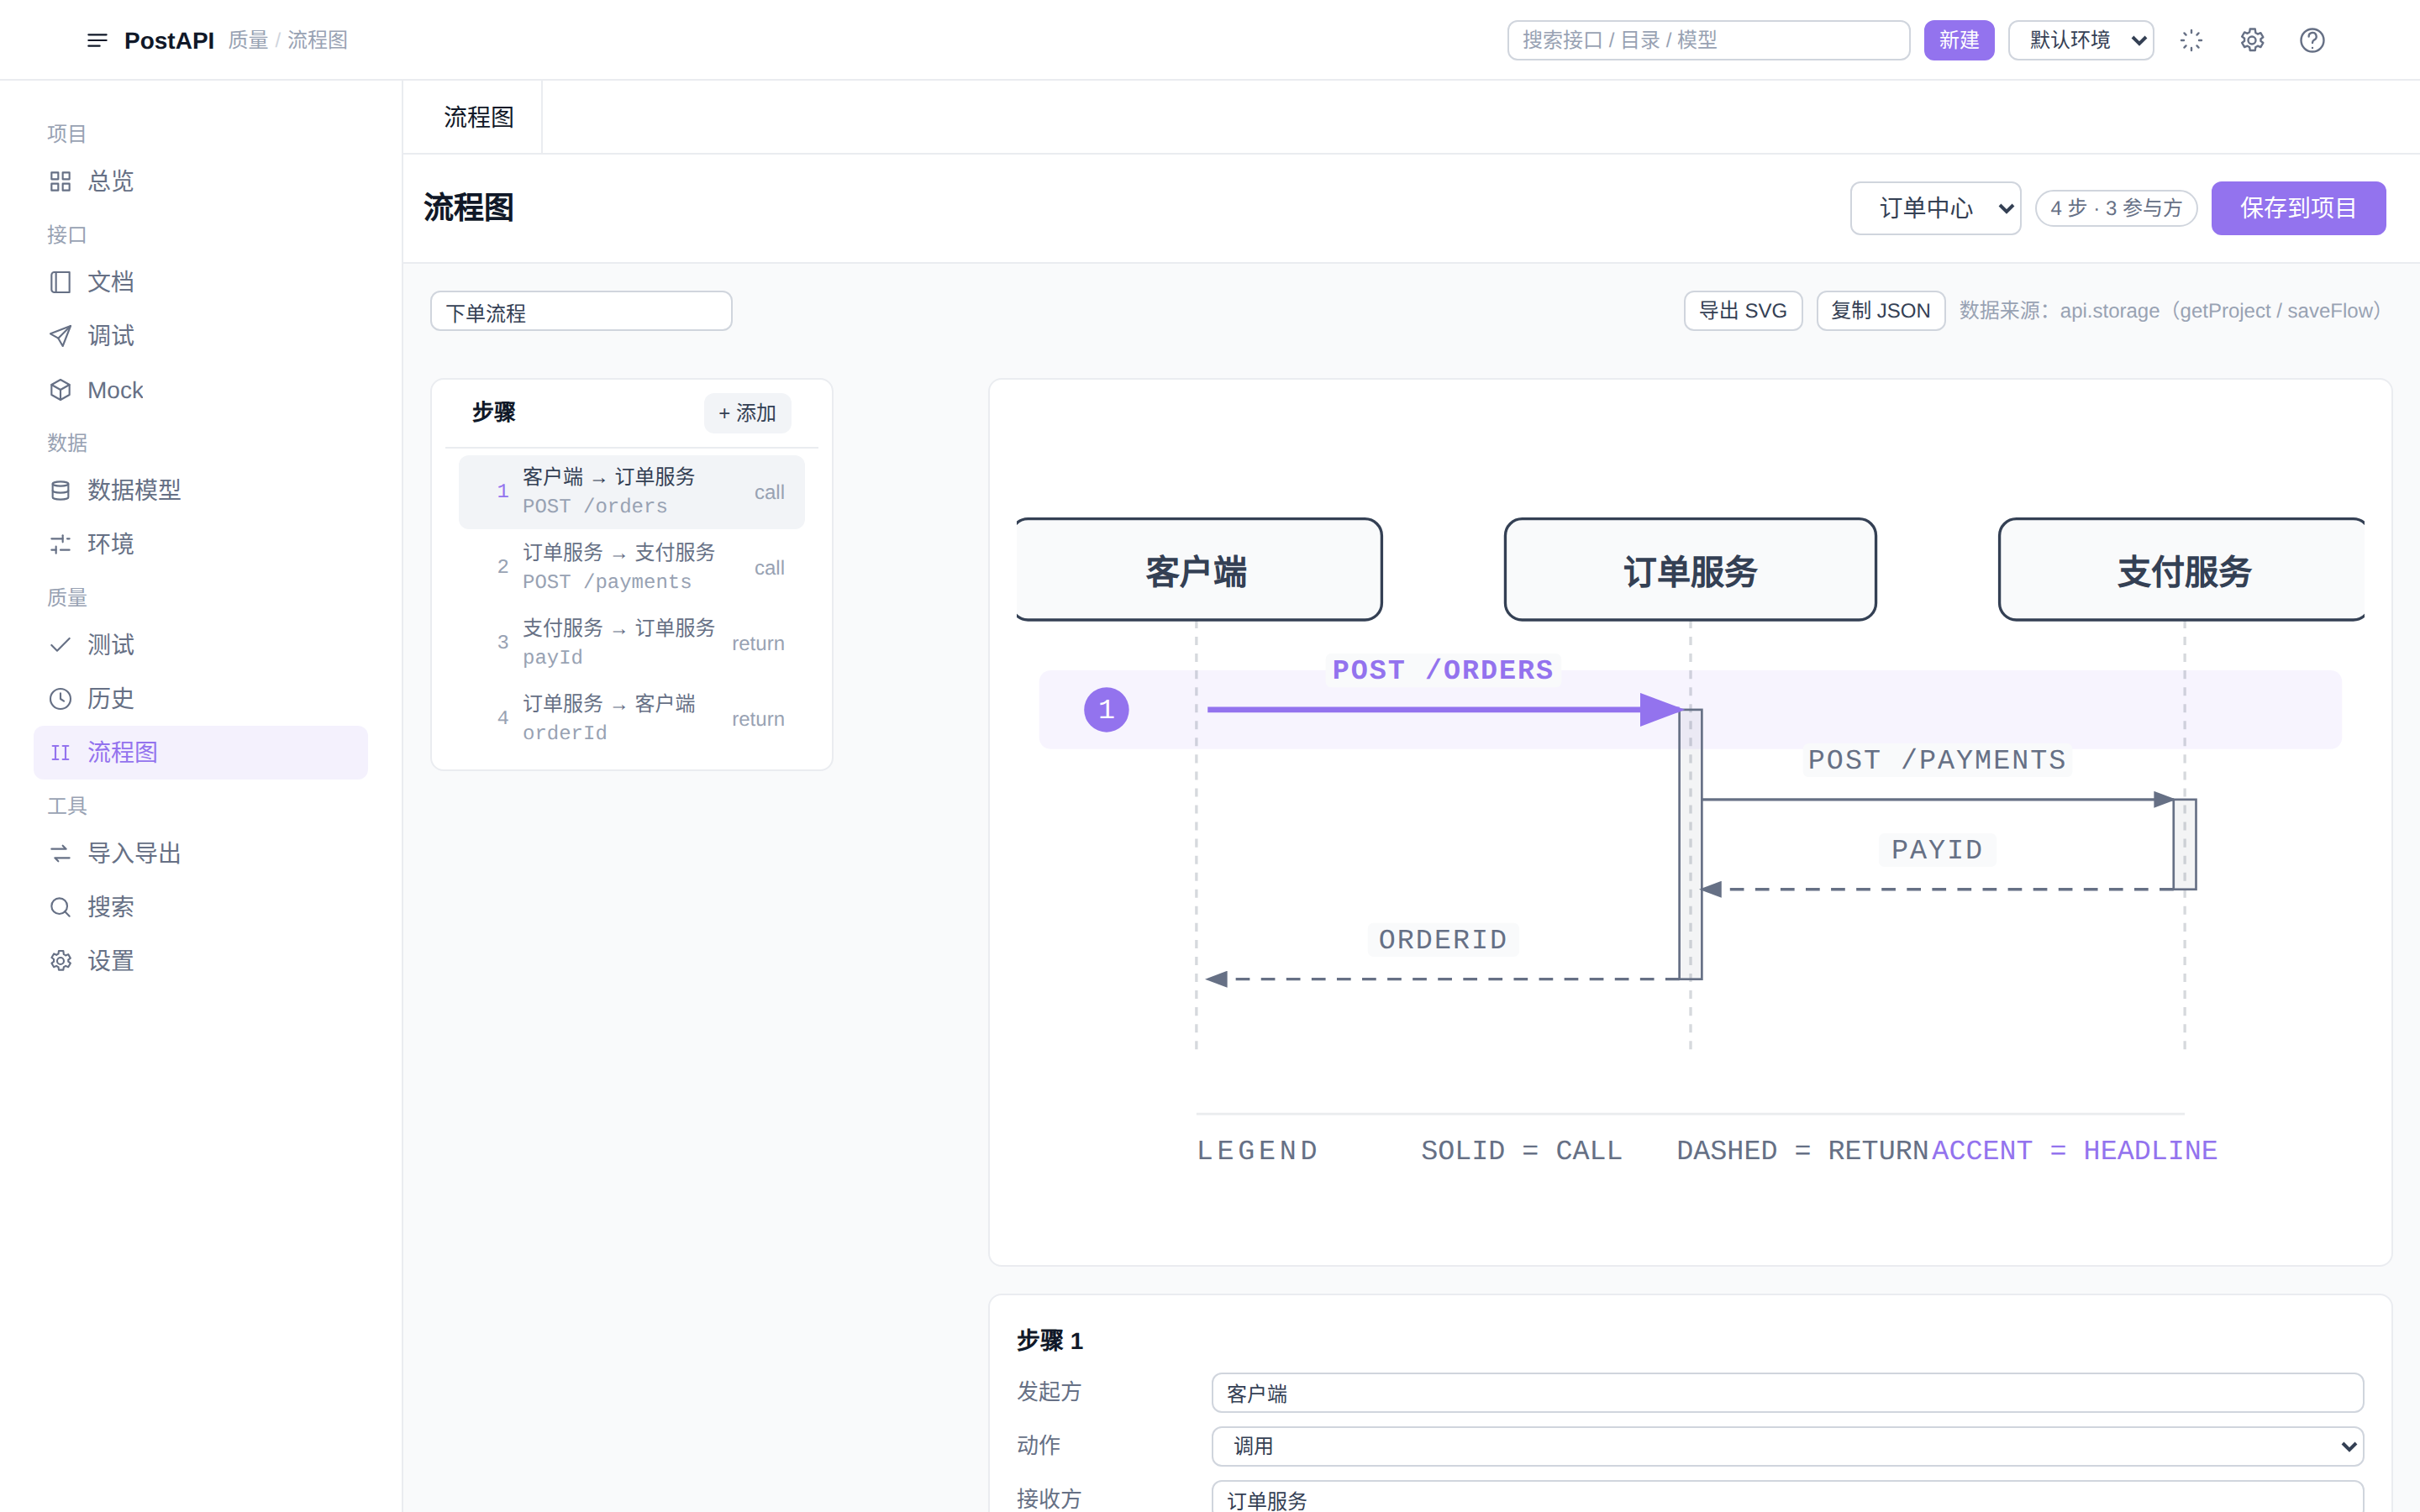 PostAPI 质量 / 流程图
搜索接口 / 目录 / 模型
新建
默认环境
项目
总览
接口
文档
调试
Mock
数据
数据模型
环境
质量
测试
历史
流程图
工具
导入导出
搜索
设置
流程图
流程图
订单中心
4 步 · 3 参与方
保存到项目
下单流程
导出 SVG
复制 JSON
数据来源：api.storage（getProject / saveFlow）
步骤
+ 添加
1 客户端 → 订单服务 call
POST /orders
2 订单服务 → 支付服务 call
POST /payments
3 支付服务 → 订单服务 return
payId
4 订单服务 → 客户端 return
orderId
客户端
订单服务
支付服务
POST /ORDERS
1
POST /PAYMENTS
PAYID
ORDERID
LEGEND SOLID = CALL DASHED = RETURN ACCENT = HEADLINE
步骤 1
发起方 客户端
动作 调用
接收方 订单服务